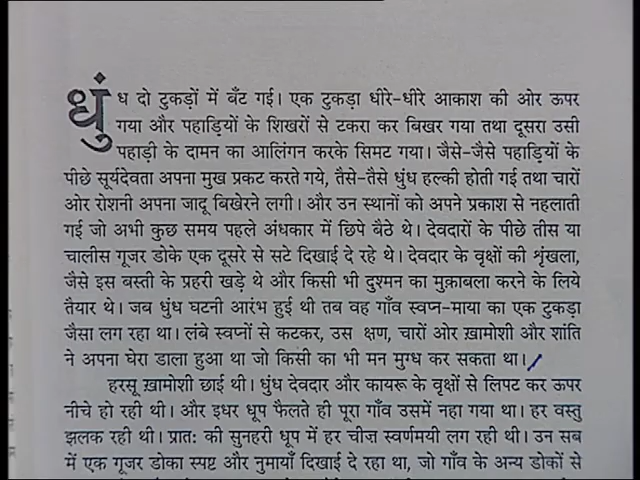 धुंध दो टुकड़ों में बँट गई। एक टुकड़ा धीरे-धीरे आकाश की ओर ऊपर
गया और पहाड़ियों के शिखरों से टकरा कर बिखर गया तथा दूसरा उसी
पहाड़ी के दामन का आलिंगन करके सिमट गया। जैसे-जैसे पहाड़ियों के
पीछे सूर्यदेवता अपना मुख प्रकट करते गये, तैसे-तैसे धुंध हल्की होती गई तथा चारों
ओर रोशनी अपना जादू बिखेरने लगी। और उन स्थानों को अपने प्रकाश से नहलाती
गई जो अभी कुछ समय पहले अंधकार में छिपे बैठे थे। देवदारों के पीछे तीस या
चालीस गूजर डोके एक दूसरे से सटे दिखाई दे रहे थे। देवदार के वृक्षों की शृंखला,
जैसे इस बस्ती के प्रहरी खड़े थे और किसी भी दुश्मन का मुक़ाबला करने के लिये
तैयार थे। जब धुंध घटनी आरंभ हुई थी तब वह गाँव स्वप्न-माया का एक टुकड़ा
जैसा लग रहा था। लंबे स्वप्नों से कटकर, उस क्षण, चारों ओर ख़ामोशी और शांति
ने अपना घेरा डाला हुआ था जो किसी का भी मन मुग्ध कर सकता था।
हरसू ख़ामोशी छाई थी। धुंध देवदार और कायरू के वृक्षों से लिपट कर ऊपर
नीचे हो रही थी। और इधर धूप फैलते ही पूरा गाँव उसमें नहा गया था। हर वस्तु
झलक रही थी। प्रात: की सुनहरी धूप में हर चीज़ स्वर्णमयी लग रही थी। उन सब
में एक गूजर डोका स्पष्ट और नुमायाँ दिखाई दे रहा था, जो गाँव के अन्य डोकों से